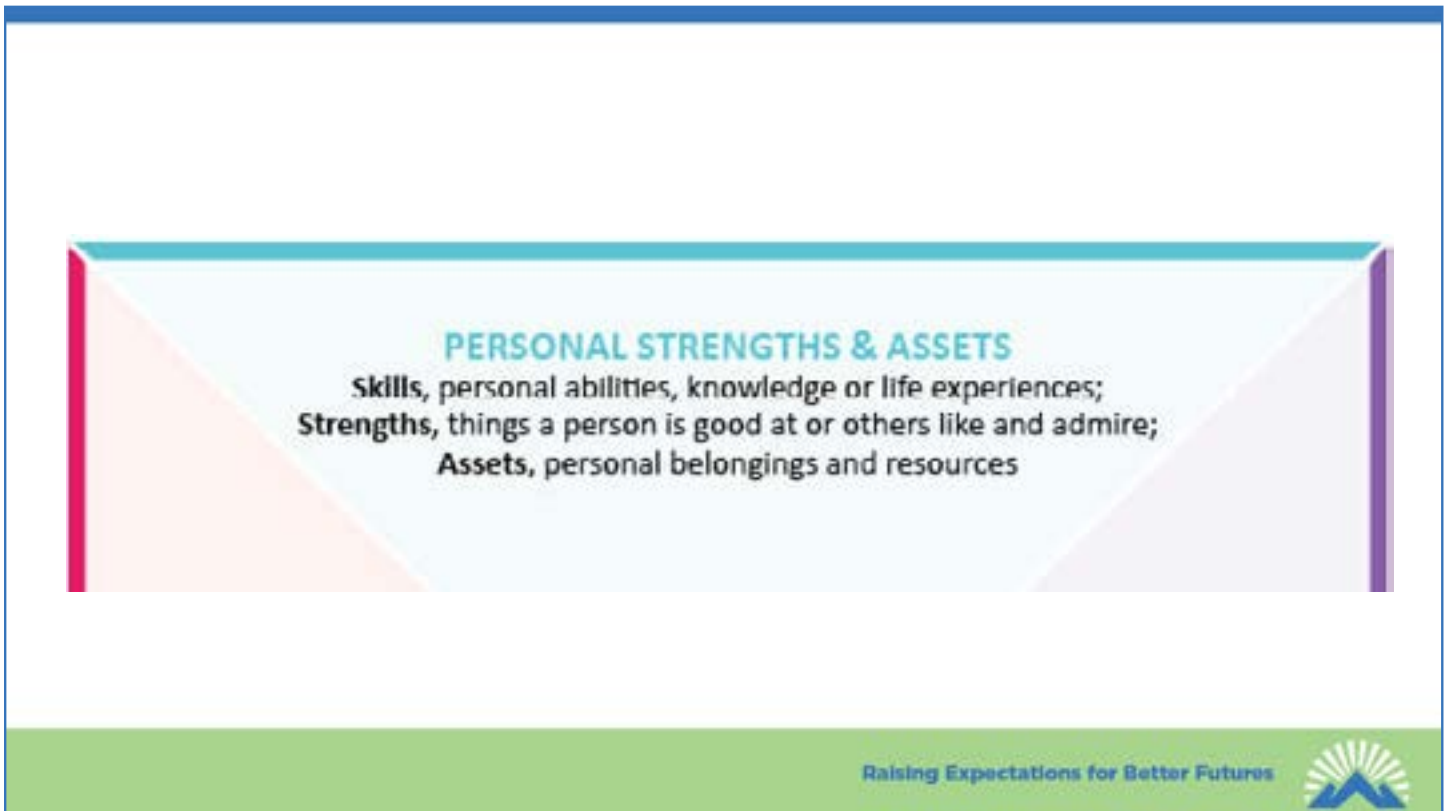 PERSONAL STRENGTHS & ASSETS
Skills, personal abilities, knowledge or life experiences;
Strengths, things a person is good at or others like and admire;
Assets, personal belongings and resources
Raising Expectations for Better Futures